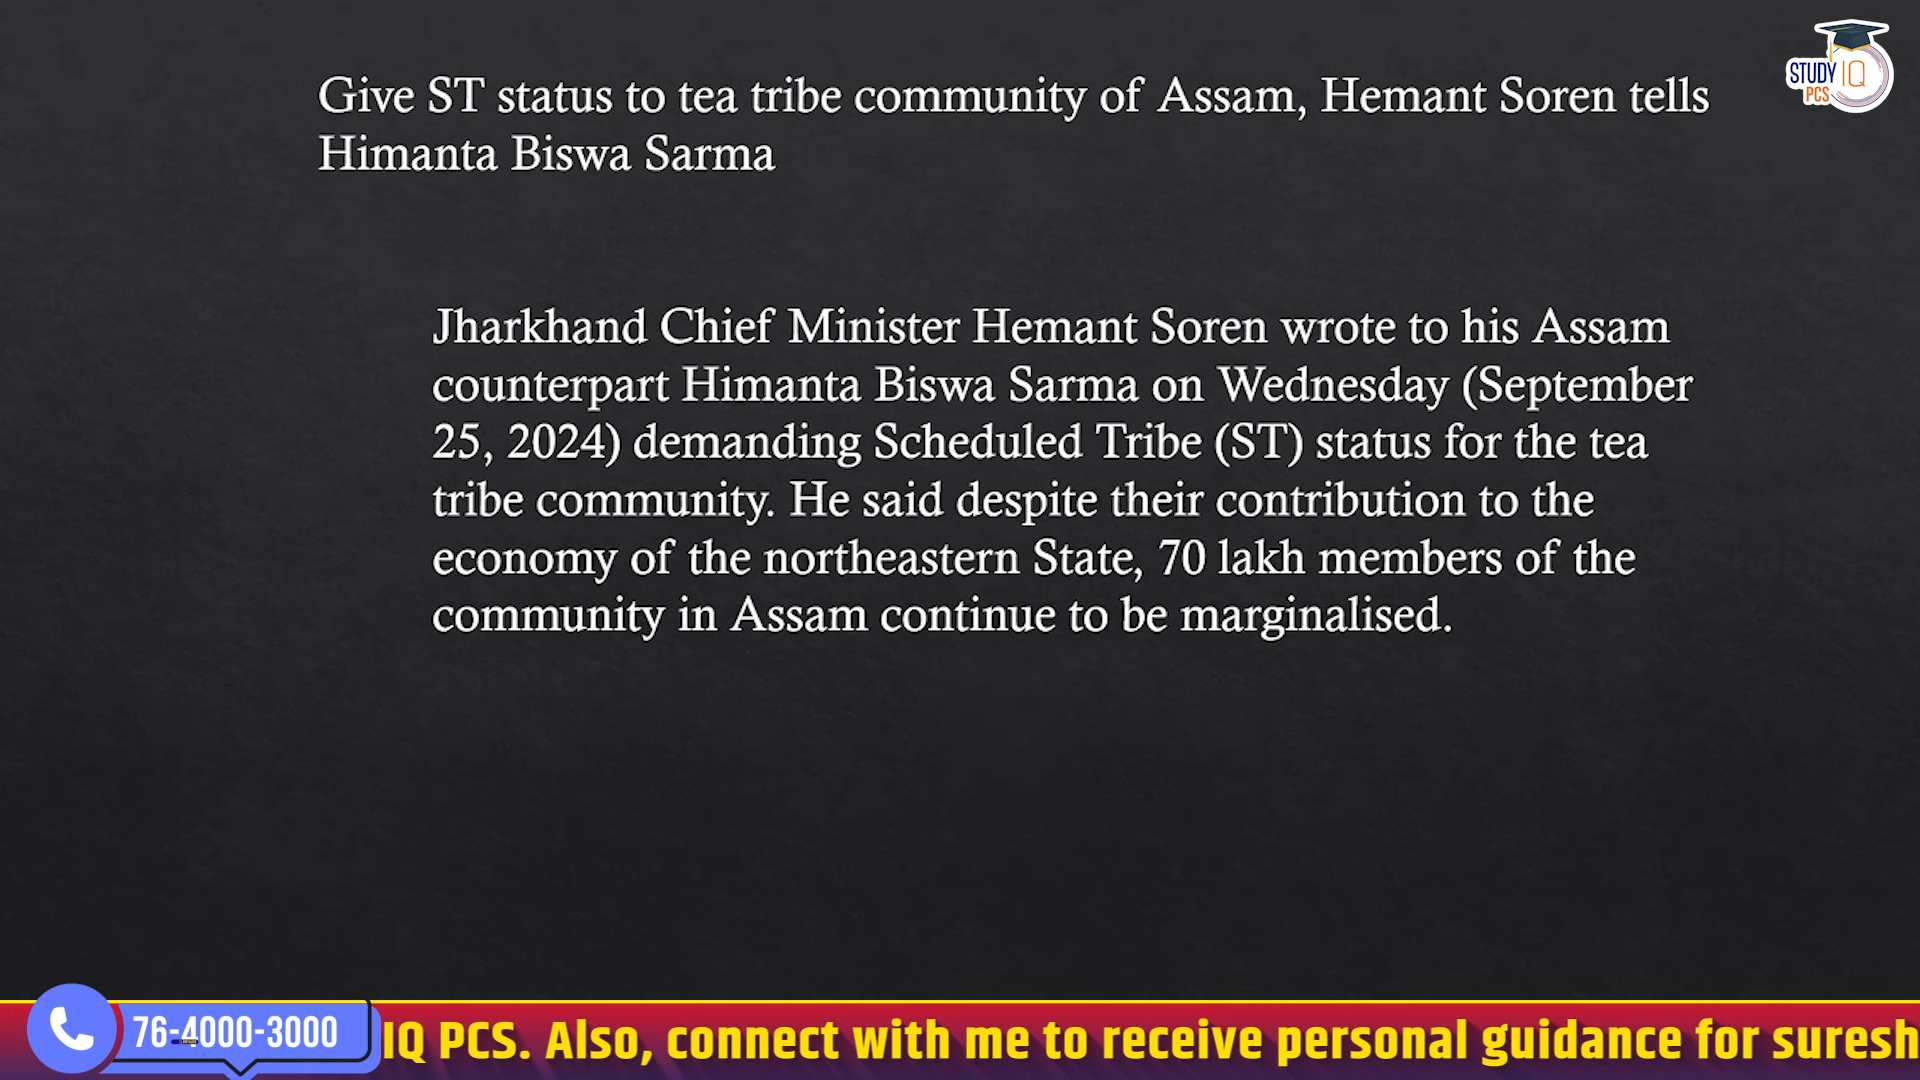 STUDY IQ
PCS
Give ST status to tea tribe community of Assam, Hemant Soren tells
Himanta Biswa Sarma
Jharkhand Chief Minister Hemant Soren wrote to his Assam
counterpart Himanta Biswa Sarma on Wednesday (September
25, 2024) demanding Scheduled Tribe (ST) status for the tea
tribe community. He said despite their contribution to the
economy of the northeastern State, 70 lakh members of the
community in Assam continue to be marginalised.
76-4000-3000
IQ PCS. Also, connect with me to receive personal guidance for suresh